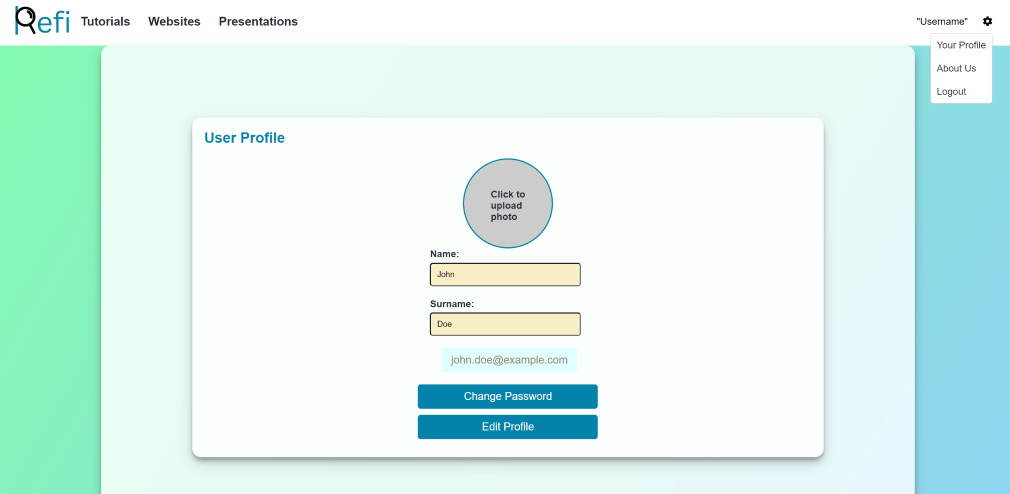 Refi
Tutorials
Websites
Presentations
"Username"
Your Profile
About Us
Logout
User Profile
Click to
upload
photo
Name:
John
Surname:
Doe
john.doe@example.com
Change Password
Edit Profile